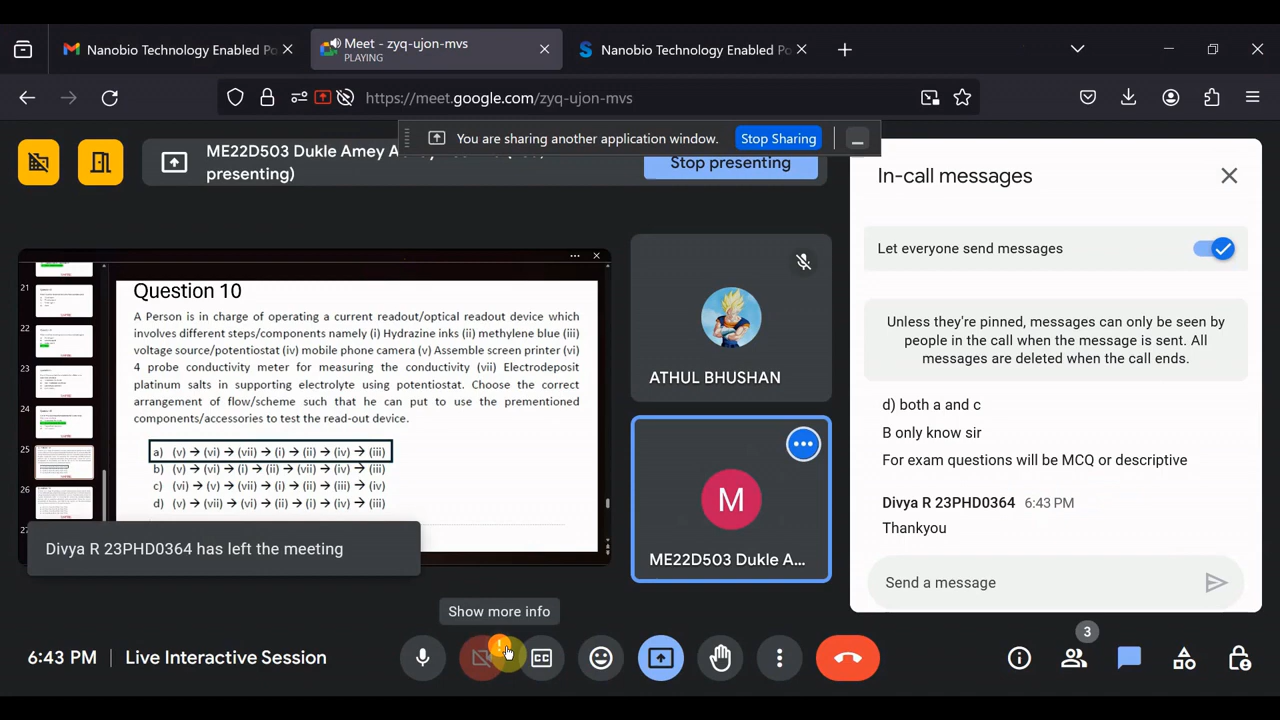 Nanobio Technology Enabled Po
Meet - zyq-ujon-mvs
PLAYING
Nanobio Technology Enabled Po
https://meet.google.com/zyq-ujon-mvs
You are sharing another application window.
Stop Sharing
ME22D503 Dukle Amey
presenting)
Stop presenting
Question 10
A Person is in charge of operating a current readout/optical readout device which
involves different steps/components namely (i) Hydrazine inks (ii) methylene blue (iii)
voltage source/potentiostat (iv) mobile phone camera (v) Assemble screen printer (vi)
4 probe conductivity meter for measuring the conductivity (vii) Electrodeposit
platinum salts in supporting electrolyte using potentiostat. Choose the correct
arrangement of flow/scheme such that he can put to use the prementioned
components/accessories to test the read-out device.
a) (v) → (vi) → (vii) → (i) → (ii) → (iv) → (iii)
b) (v) → (vi) → (i) → (ii) → (vii) → (iv) → (iii)
c) (vi) → (v) → (vii) → (i) → (ii) → (iii) → (iv)
d) (v) → (vii) → (vi) → (ii) → (i) → (iv) → (iii)
21
22
23
24
25
26
ATHUL BHUSHAN
M
ME22D503 Dukle A...
Divya R 23PHD0364 has left the meeting
In-call messages
Let everyone send messages
Unless they're pinned, messages can only be seen by
people in the call when the message is sent. All
messages are deleted when the call ends.
d) both a and c
B only know sir
For exam questions will be MCQ or descriptive
Divya R 23PHD0364 6:43 PM
Thankyou
Send a message
Show more info
6:43 PM Live Interactive Session
3